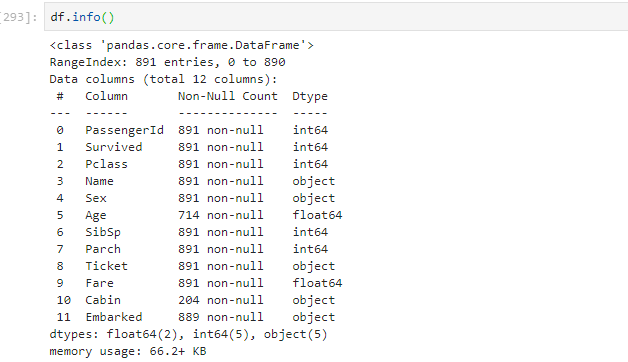 293]: df.info()
<class 'pandas.core.frame.DataFrame'>
RangeIndex: 891 entries, 0 to 890
Data columns (total 12 columns):
 #   Column       Non-Null Count  Dtype
---  ------       --------------  -----
 0   PassengerId  891 non-null    int64
 1   Survived     891 non-null    int64
 2   Pclass       891 non-null    int64
 3   Name         891 non-null    object
 4   Sex          891 non-null    object
 5   Age          714 non-null    float64
 6   SibSp        891 non-null    int64
 7   Parch        891 non-null    int64
 8   Ticket       891 non-null    object
 9   Fare         891 non-null    float64
 10  Cabin        204 non-null    object
 11  Embarked     889 non-null    object
dtypes: float64(2), int64(5), object(5)
memory usage: 66.2+ KB